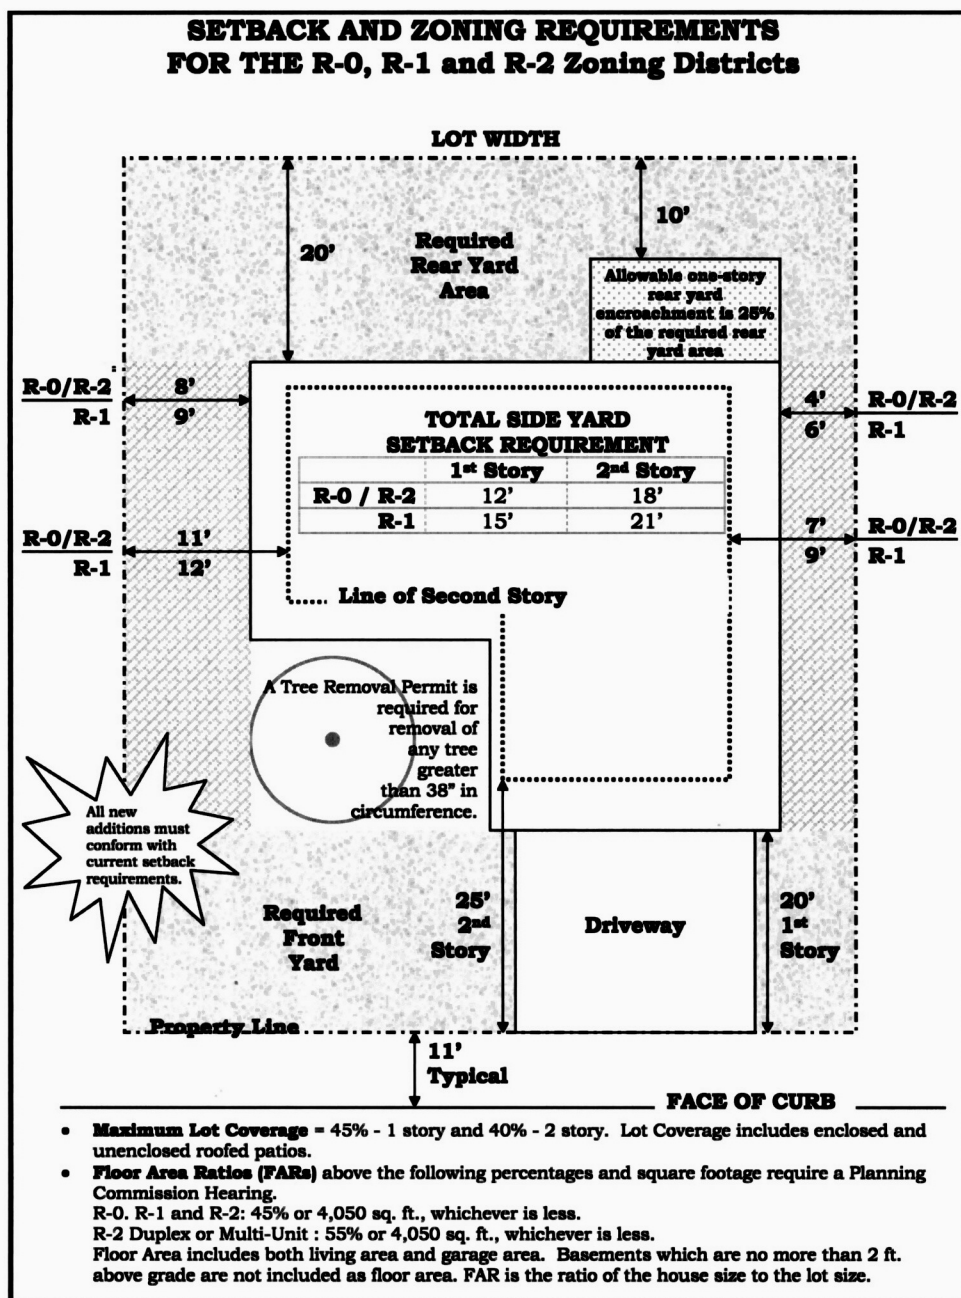 SETBACK AND ZONING REQUIREMENTS
FOR THE R-0, R-1 and R-2 Zoning Districts
LOT WIDTH
20'
Required
Rear Yard
Area
10'
Allowable one-story
rear yard
encroachment is 25%
of the required rear
yard area
R-0/R-2
R-1
8'
9'
4'
6'
R-0/R-2
R-1
TOTAL SIDE YARD
SETBACK REQUIREMENT
1st Story 2nd Story
R-0 / R-2 12' 18'
R-1 15' 21'
R-0/R-2
R-1
11'
12'
7'
9'
R-0/R-2
R-1
Line of Second Story
A Tree Removal Permit is
required for
removal of
any tree
greater
than 38" in
circumference.
All new
additions must
conform with
current setback
requirements.
Required
Front
Yard
25'
2nd
Story
Driveway
20'
1st
Story
Property Line
11'
Typical
FACE OF CURB
• Maximum Lot Coverage = 45% - 1 story and 40% - 2 story. Lot Coverage includes enclosed and
unenclosed roofed patios.
• Floor Area Ratios (FARs) above the following percentages and square footage require a Planning
Commission Hearing.
R-0. R-1 and R-2: 45% or 4,050 sq. ft., whichever is less.
R-2 Duplex or Multi-Unit : 55% or 4,050 sq. ft., whichever is less.
Floor Area includes both living area and garage area. Basements which are no more than 2 ft.
above grade are not included as floor area. FAR is the ratio of the house size to the lot size.